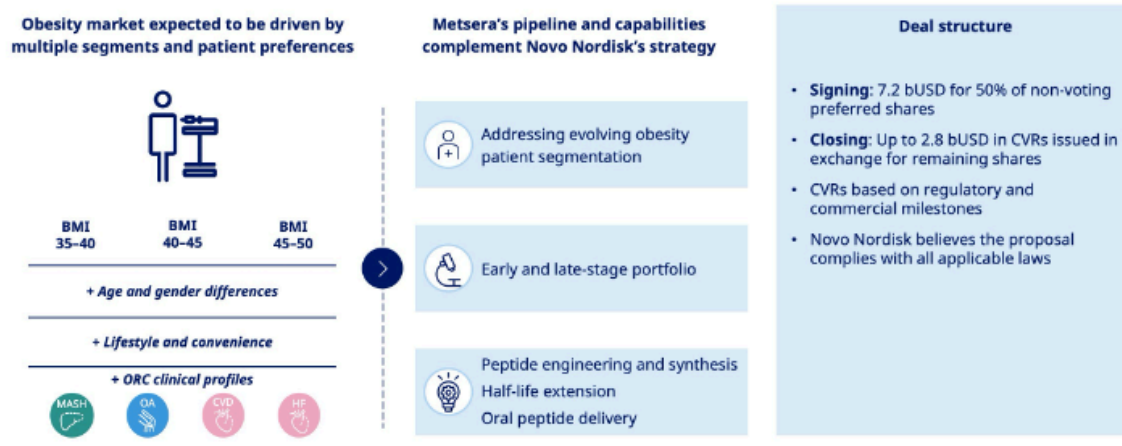 Obesity market expected to be driven by
multiple segments and patient preferences
BMI
35–40
BMI
40–45
BMI
45–50
+ Age and gender differences
+ Lifestyle and convenience
+ ORC clinical profiles
MASH
OA
CVD
HF
Metsera's pipeline and capabilities
complement Novo Nordisk's strategy
Addressing evolving obesity
patient segmentation
Early and late-stage portfolio
Peptide engineering and synthesis
Half-life extension
Oral peptide delivery
Deal structure
• Signing: 7.2 bUSD for 50% of non-voting
preferred shares
• Closing: Up to 2.8 bUSD in CVRs issued in
exchange for remaining shares
• CVRs based on regulatory and
commercial milestones
• Novo Nordisk believes the proposal
complies with all applicable laws